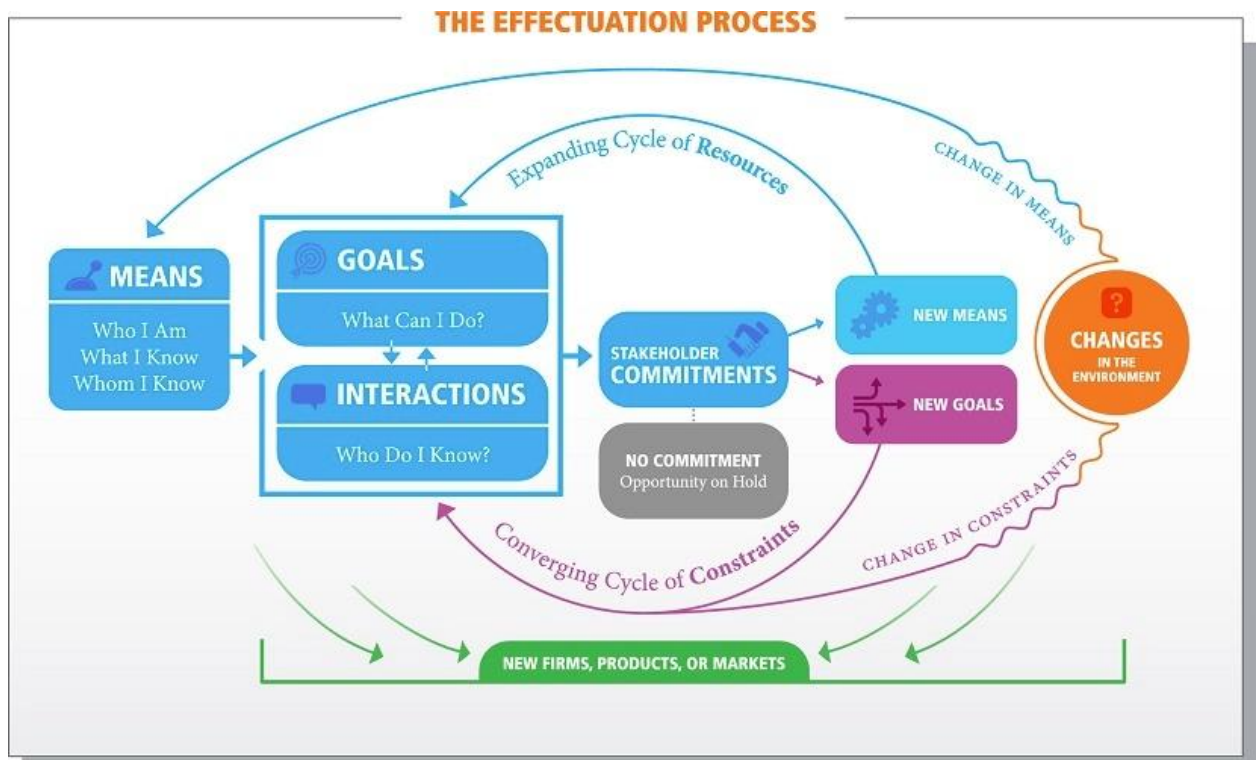 THE EFFECTUATION PROCESS
Expanding Cycle of Resources
CHANGE IN MEANS
MEANS
Who I Am
What I Know
Whom I Know
GOALS
What Can I Do?
INTERACTIONS
Who Do I Know?
STAKEHOLDER
COMMITMENTS
NO COMMITMENT
Opportunity on Hold
NEW MEANS
NEW GOALS
?
CHANGES
IN THE
ENVIRONMENT
Converging Cycle of Constraints
CHANGE IN CONSTRAINTS
NEW FIRMS, PRODUCTS, OR MARKETS